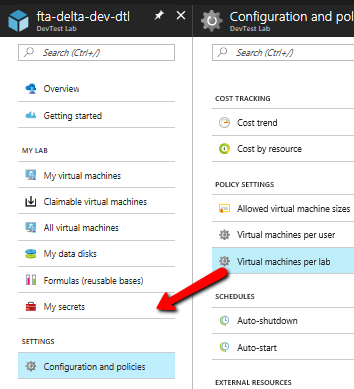 fta-delta-dev-dtl
DevTest Lab
Search (Ctrl+/)
Overview
Getting started
MY LAB
My virtual machines
Claimable virtual machines
All virtual machines
My data disks
Formulas (reusable bases)
My secrets
SETTINGS
Configuration and policies
Configuration and poli
DevTest Lab
Search (Ctrl+/)
COST TRACKING
Cost trend
Cost by resource
POLICY SETTINGS
Allowed virtual machine sizes
Virtual machines per user
Virtual machines per lab
SCHEDULES
Auto-shutdown
Auto-start